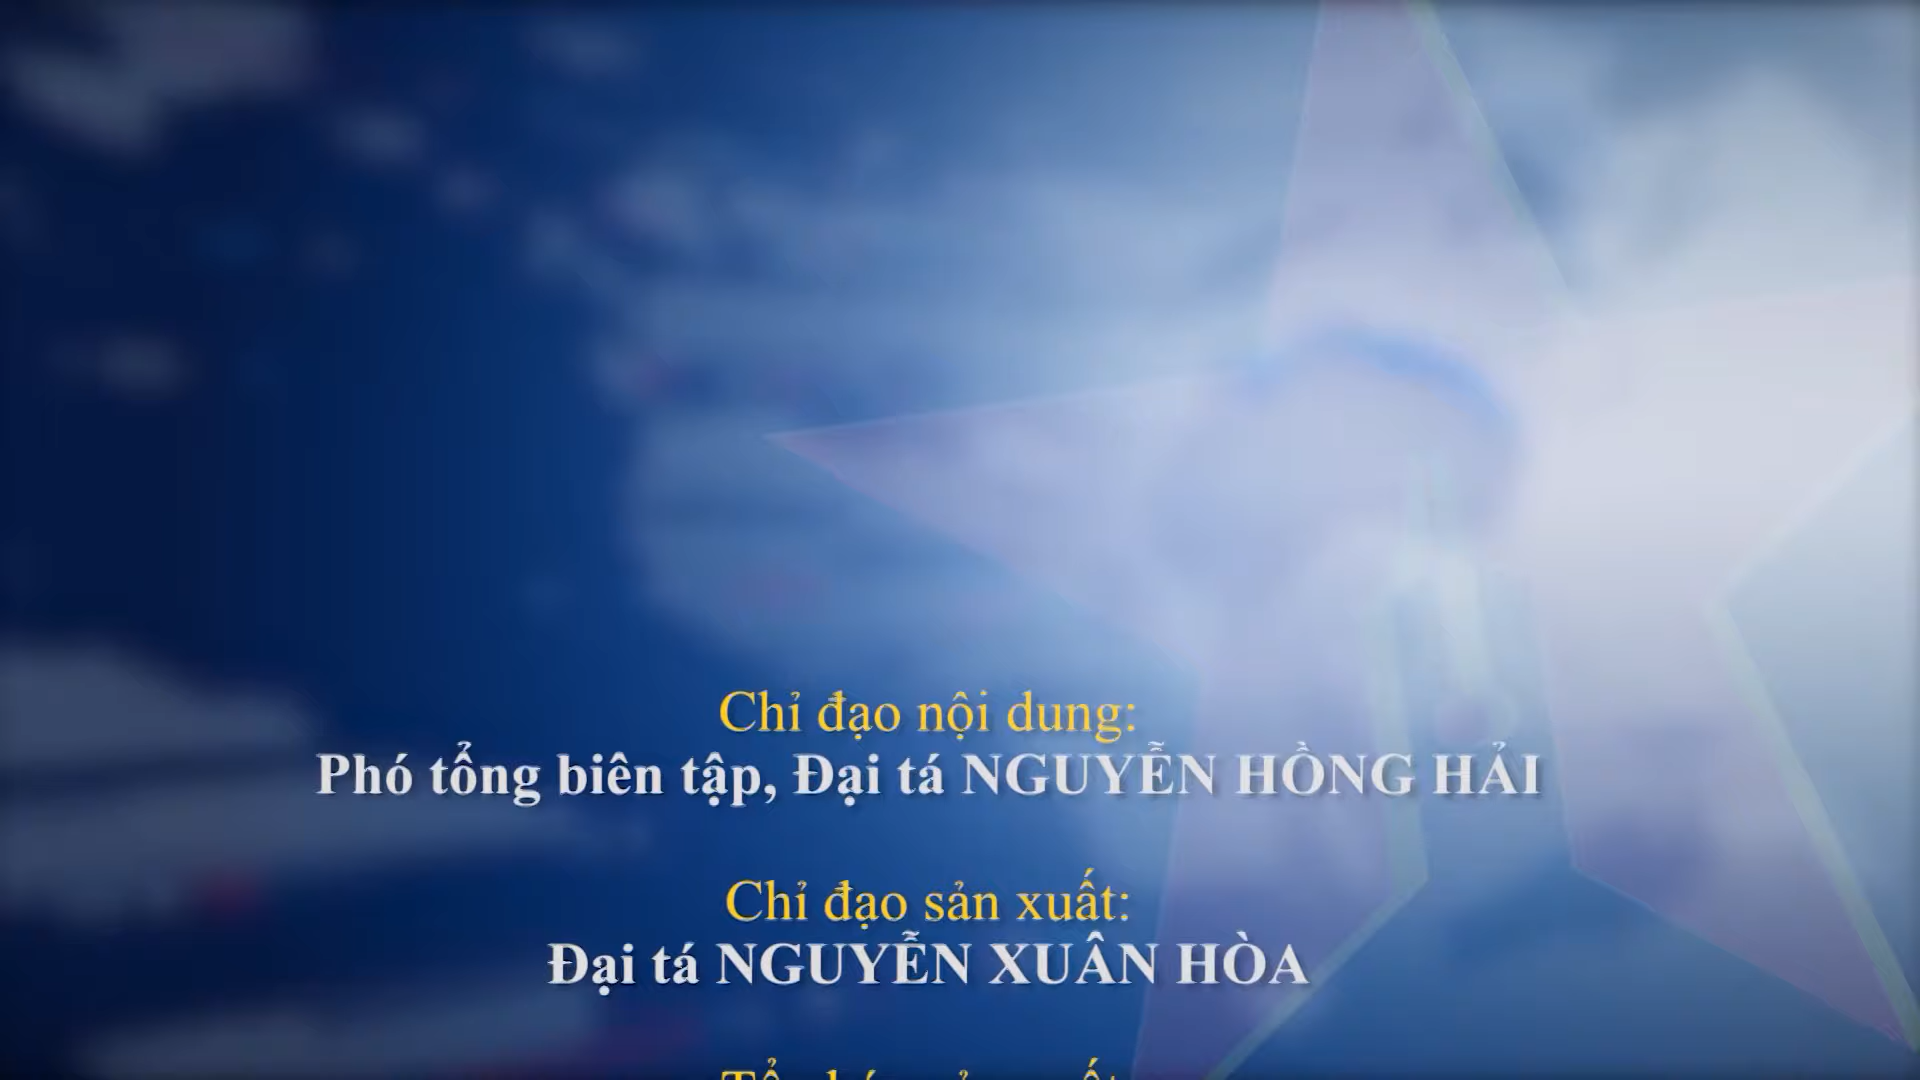 Chỉ đạo nội dung:
Phó tổng biên tập, Đại tá NGUYỄN HỒNG HẢI
Chỉ đạo sản xuất:
Đại tá NGUYỄN XUÂN HÒA